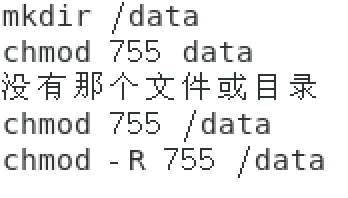 mkdir /data
chmod 755 data
没有那个文件或目录
chmod 755 /data
chmod -R 755 /data